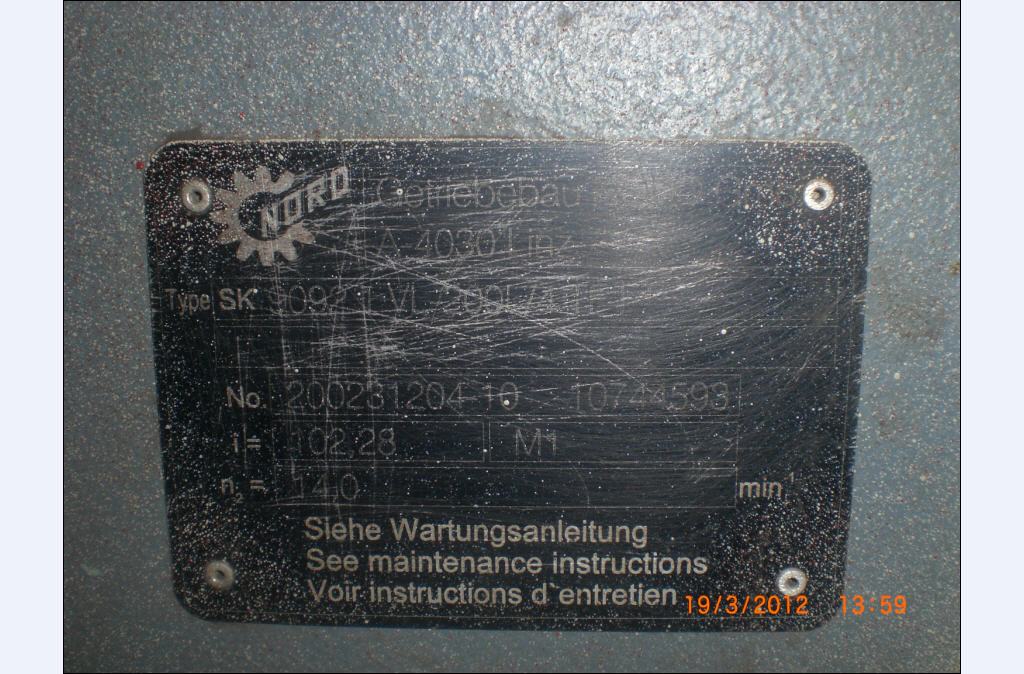 NORD Getriebebau
A 4030 Linz
Type SK
No. 200231204-10 10744593
i = 102,28 M1
n2 = 14,0 min-1
Siehe Wartungsanleitung
See maintenance instructions
Voir instructions d`entretien
19/3/2012 13:59